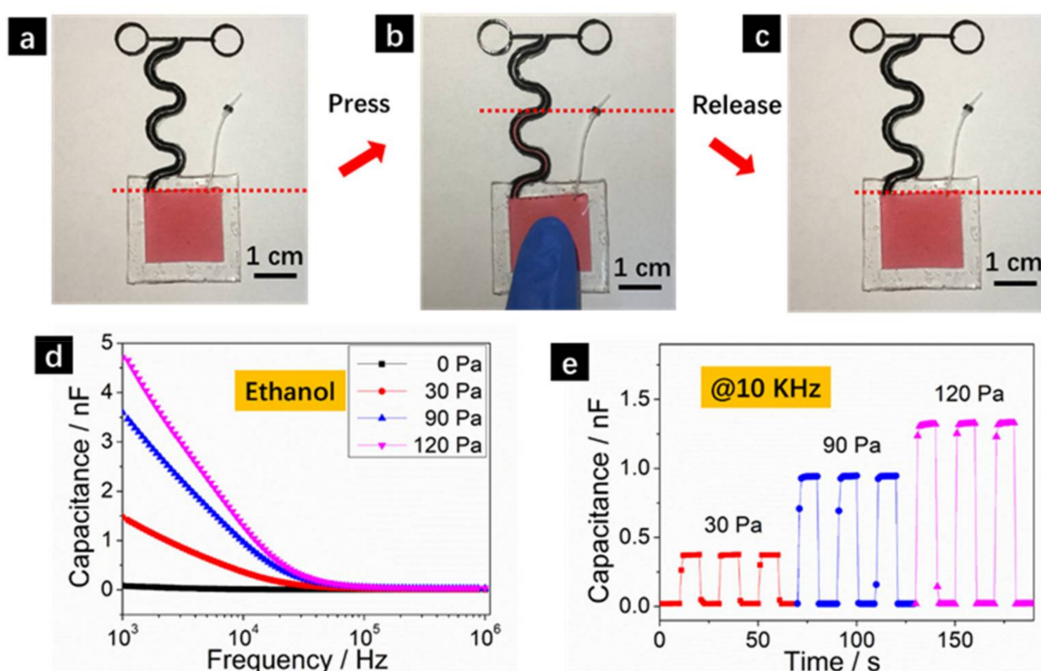 a
b
c
Press
Release
1 cm
1 cm
1 cm
d
Ethanol
0 Pa
30 Pa
90 Pa
120 Pa
Capacitance / nF
5
4
3
2
1
0
10³
10⁴
10⁵
10⁶
Frequency / Hz
e
@10 KHz
30 Pa
90 Pa
120 Pa
Capacitance / nF
1.5
1.0
0.5
0.0
0
50
100
150
Time / s